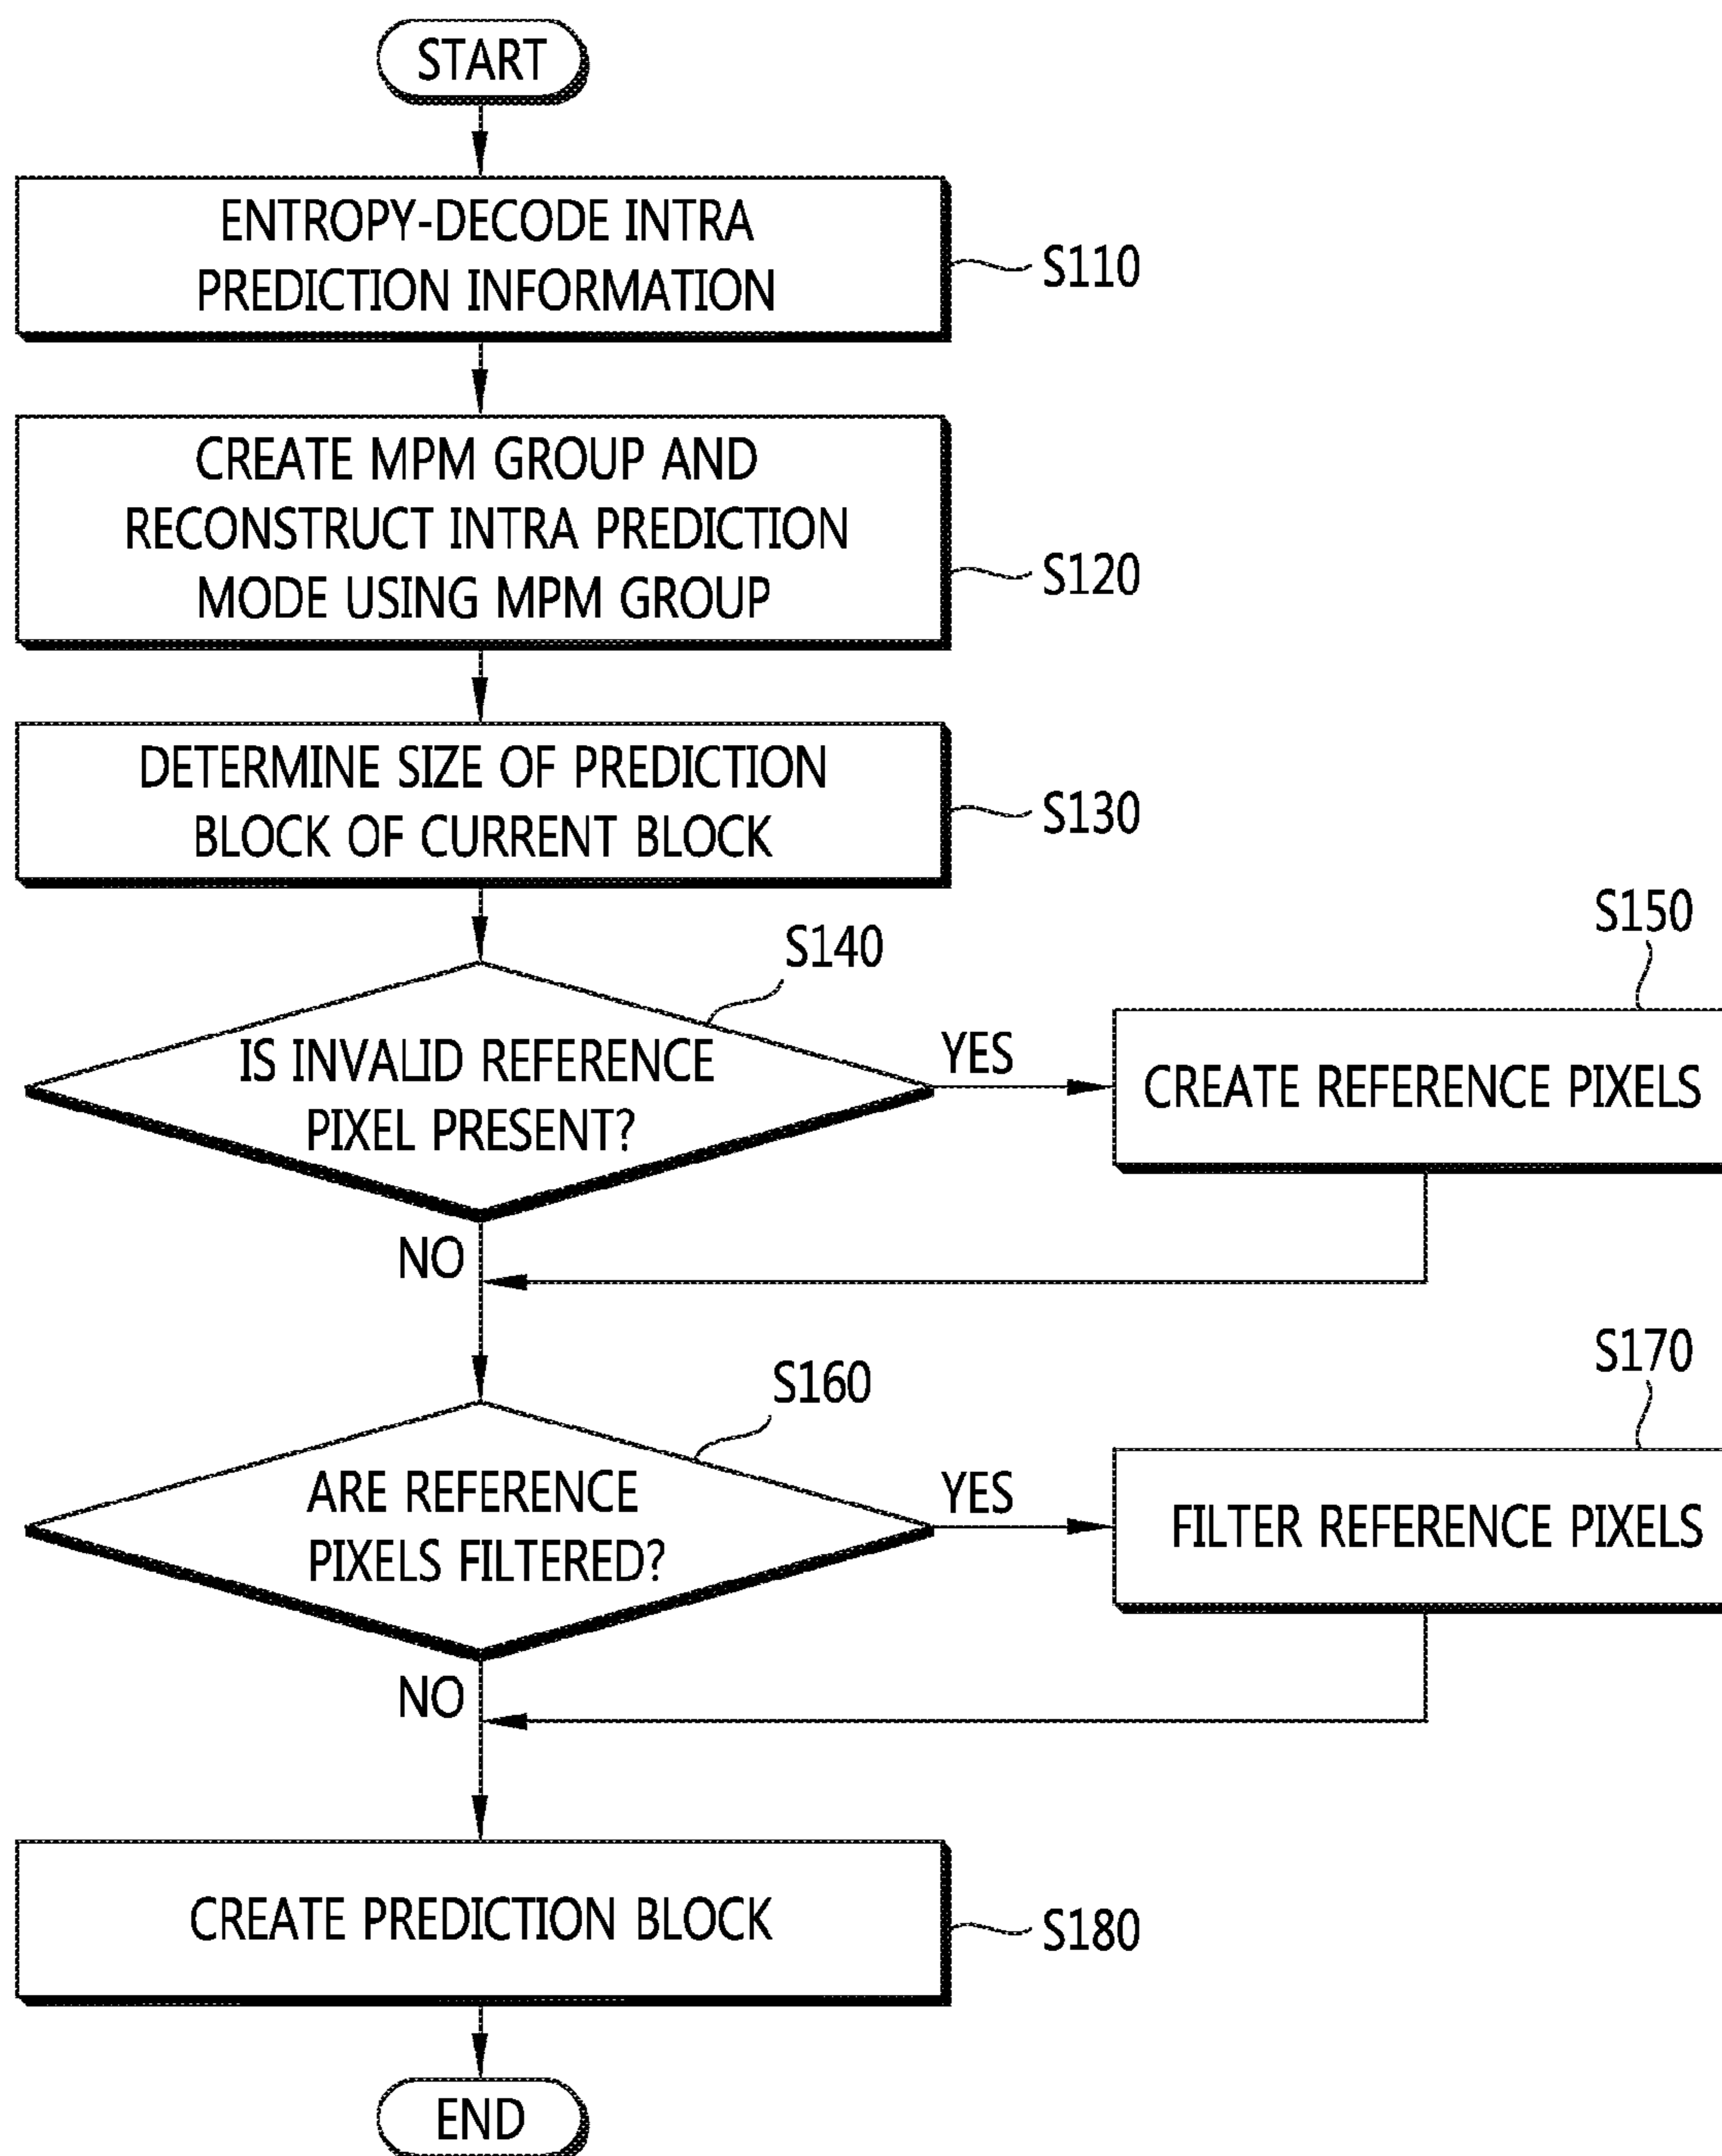 START
ENTROPY-DECODE INTRA
PREDICTION INFORMATION
S110
CREATE MPM GROUP AND
RECONSTRUCT INTRA PREDICTION
MODE USING MPM GROUP
S120
DETERMINE SIZE OF PREDICTION
BLOCK OF CURRENT BLOCK
S130
S140
IS INVALID REFERENCE
PIXEL PRESENT?
YES
S150
CREATE REFERENCE PIXELS
NO
S160
ARE REFERENCE
PIXELS FILTERED?
YES
S170
FILTER REFERENCE PIXELS
NO
CREATE PREDICTION BLOCK
S180
END